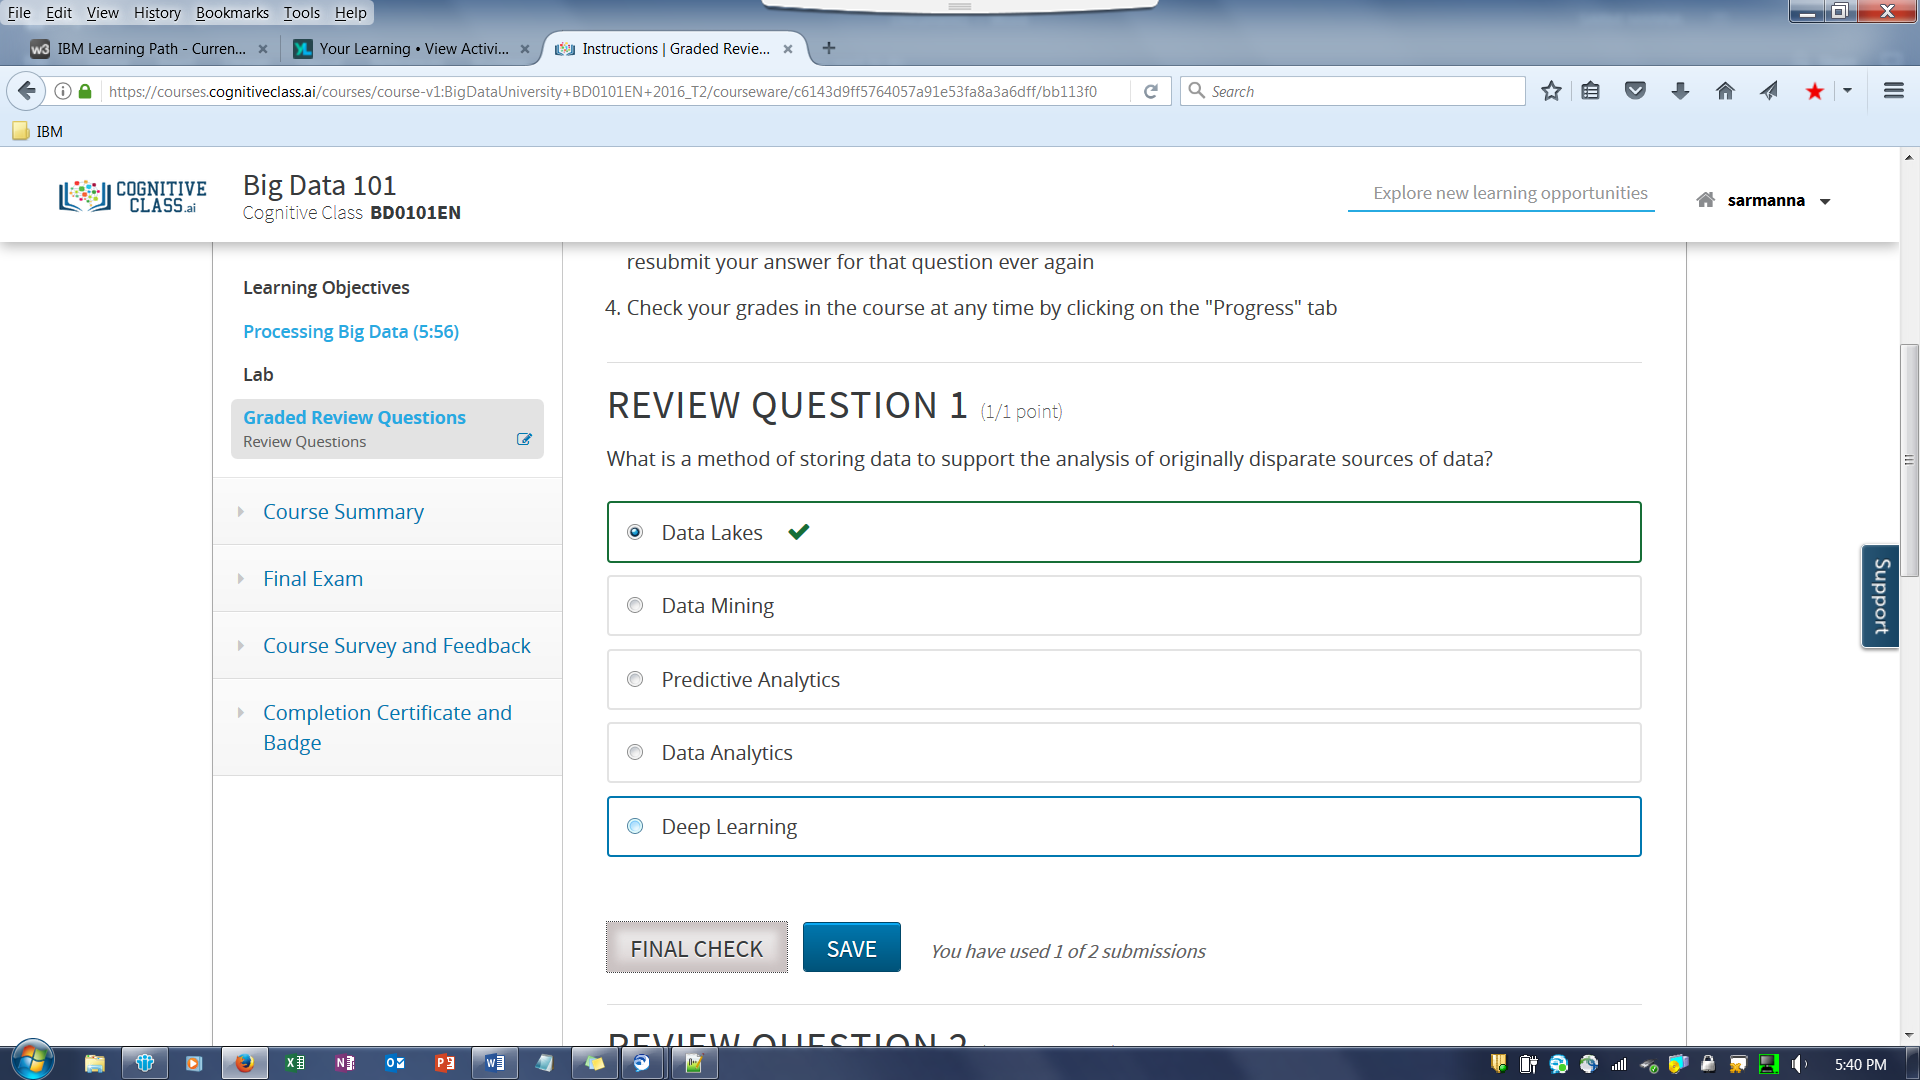 File Edit View History Bookmarks Tools Help
IBM Learning Path - Curren...
Your Learning • View Activi...
Instructions | Graded Revie...
https://courses.cognitiveclass.ai/courses/course-v1:BigDataUniversity+BD0101EN+2016_T2/courseware/c6143d9ff5764057a91e53fa8a3a6dff/bb113f0
Search
IBM
COGNITIVE
CLASS.ai
Big Data 101
Cognitive Class BD0101EN
Explore new learning opportunities
sarmanna
Learning Objectives
Processing Big Data (5:56)
Lab
Graded Review Questions
Review Questions
Course Summary
Final Exam
Course Survey and Feedback
Completion Certificate and
Badge
resubmit your answer for that question ever again
4. Check your grades in the course at any time by clicking on the "Progress" tab
REVIEW QUESTION 1 (1/1 point)
What is a method of storing data to support the analysis of originally disparate sources of data?
Data Lakes
Data Mining
Predictive Analytics
Data Analytics
Deep Learning
FINAL CHECK
SAVE
You have used 1 of 2 submissions
REVIEW QUESTION 2
Support
5:40 PM